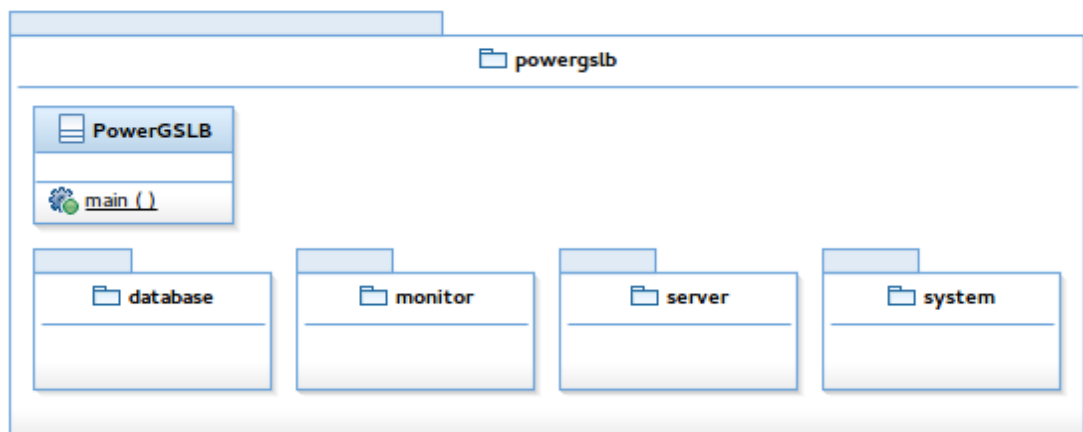 powergslb
PowerGSLB
main ( )
database
monitor
server
system